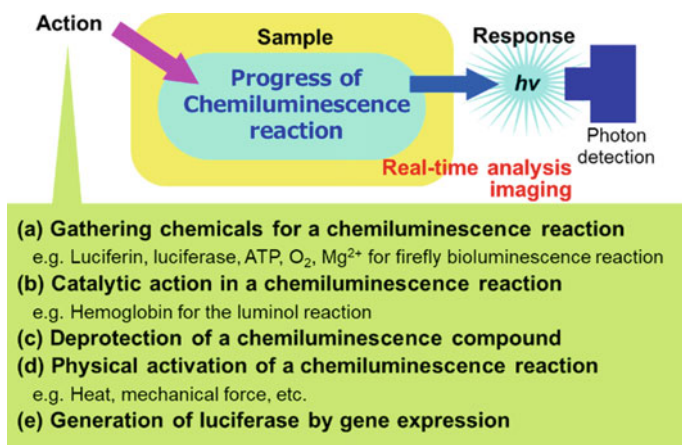 Action
Sample
Response
Progress of
Chemiluminescence
reaction
hν
Photon
detection
Real-time analysis
imaging
(a) Gathering chemicals for a chemiluminescence reaction
e.g. Luciferin, luciferase, ATP, O₂, Mg²⁺ for firefly bioluminescence reaction
(b) Catalytic action in a chemiluminescence reaction
e.g. Hemoglobin for the luminol reaction
(c) Deprotection of a chemiluminescence compound
(d) Physical activation of a chemiluminescence reaction
e.g. Heat, mechanical force, etc.
(e) Generation of luciferase by gene expression